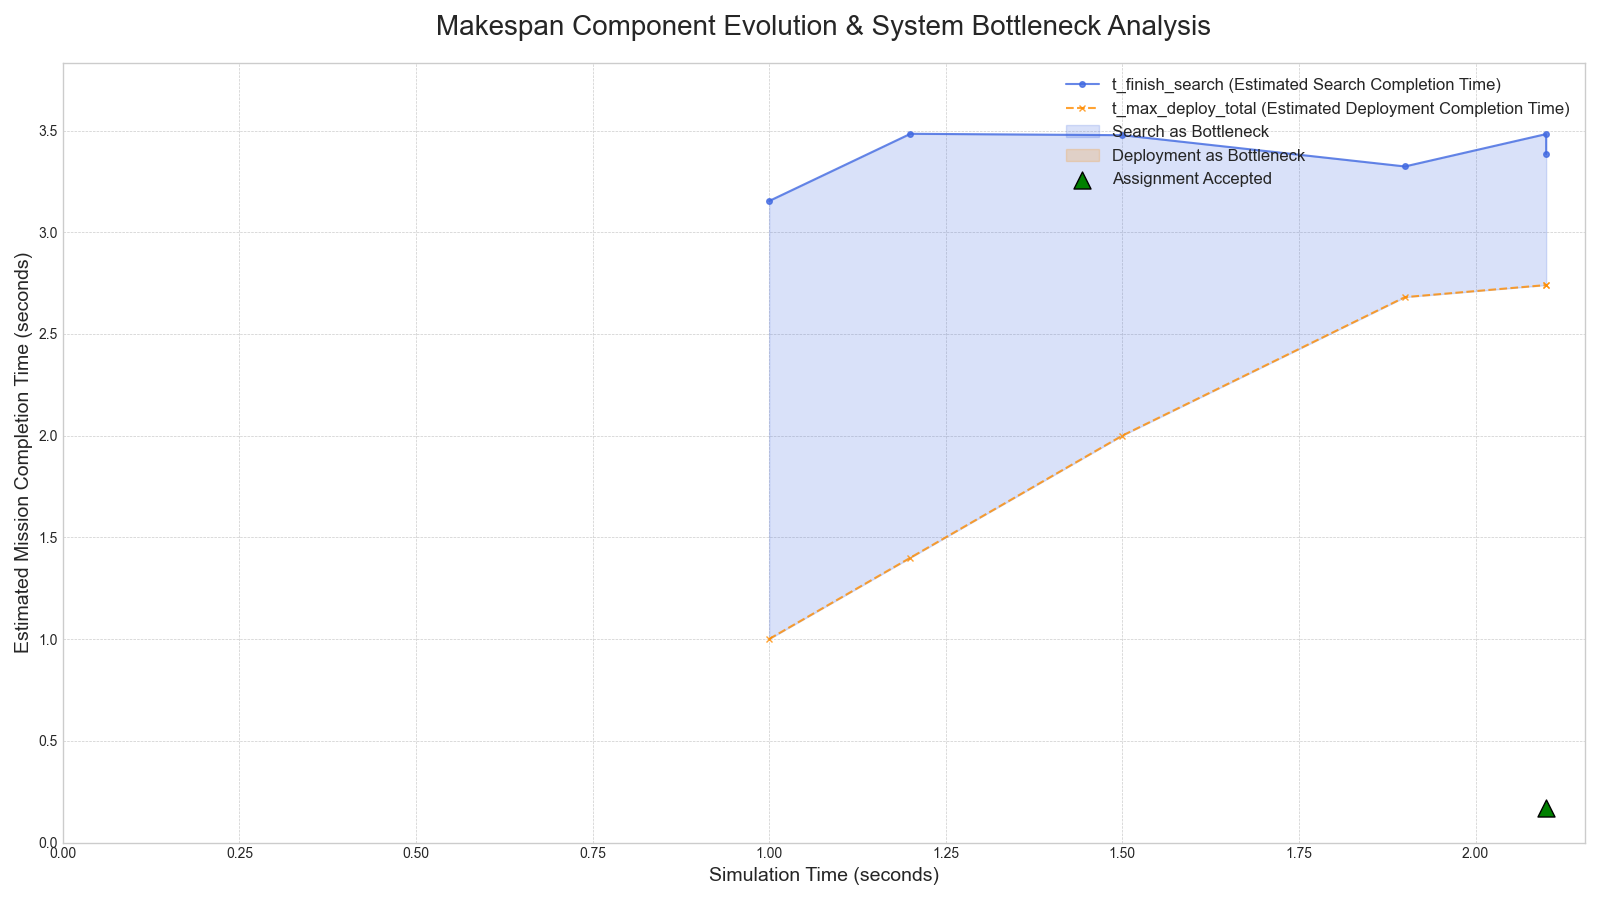 Makespan Component Evolution & System Bottleneck Analysis
t_finish_search (Estimated Search Completion Time)
t_max_deploy_total (Estimated Deployment Completion Time)
Search as Bottleneck
Deployment as Bottleneck
Assignment Accepted
Estimated Mission Completion Time (seconds)
3.5
3.0
2.5
2.0
1.5
1.0
0.5
0.0
0.00 0.25 0.50 0.75 1.00 1.25 1.50 1.75 2.00
Simulation Time (seconds)